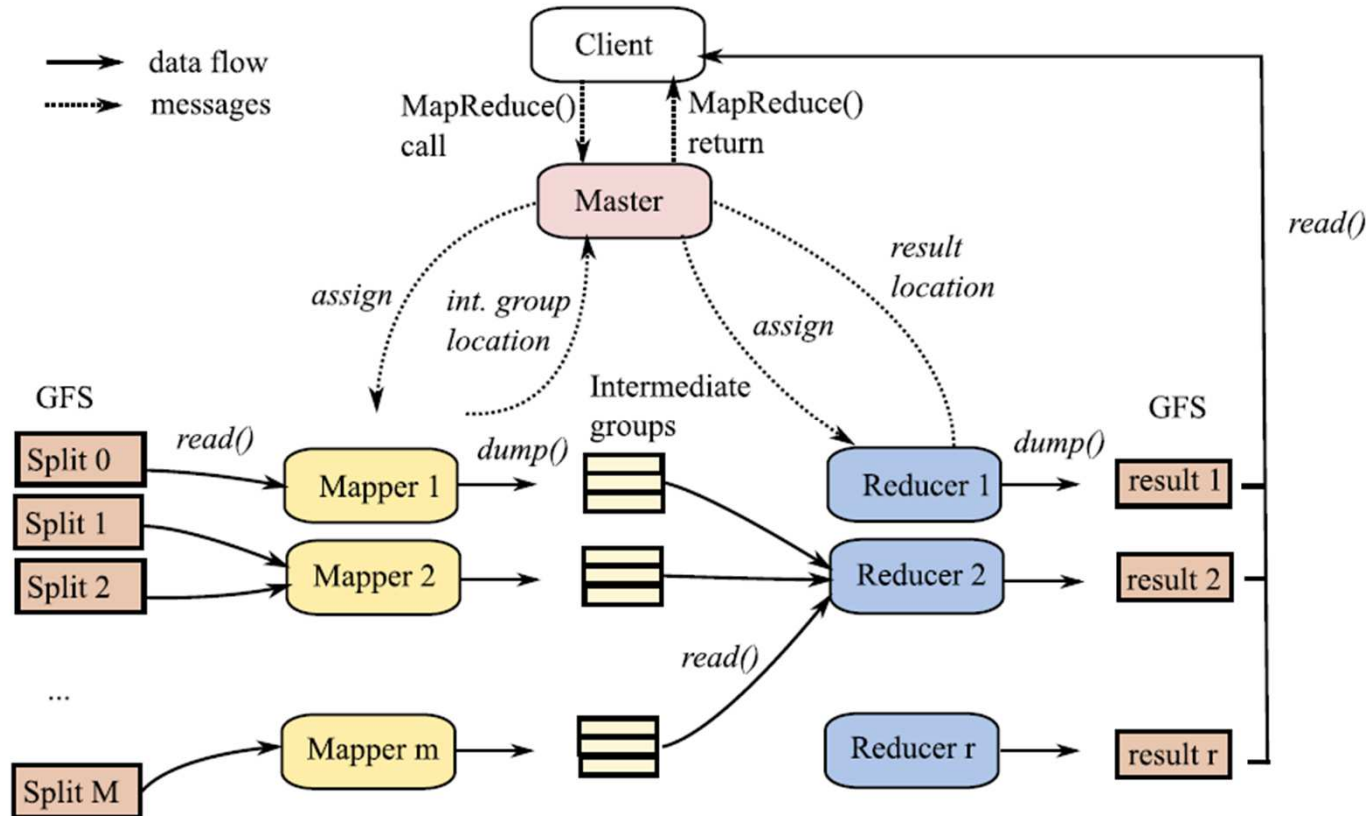 Client
data flow
messages
MapReduce()
call
MapReduce()
return
Master
read()
result
location
assign
int. group
location
assign
GFS
Intermediate
groups
GFS
read()
dump()
dump()
Split 0
Mapper 1
Reducer 1
result 1
Split 1
Split 2
Mapper 2
Reducer 2
result 2
read()
...
Mapper m
Reducer r
result r
Split M